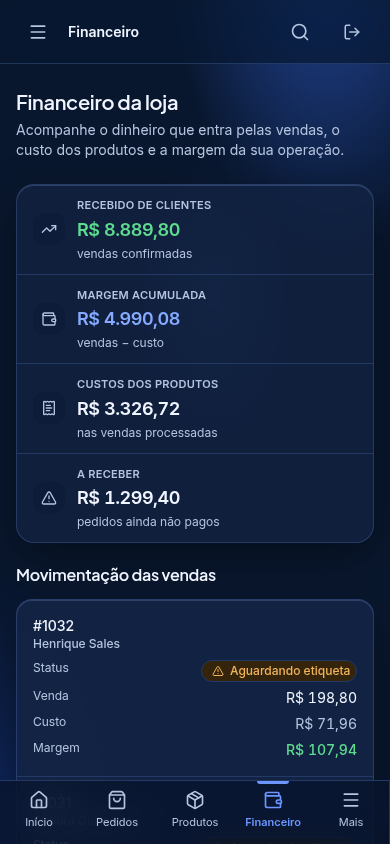 Financeiro
Financeiro da loja
Acompanhe o dinheiro que entra pelas vendas, o
custo dos produtos e a margem da sua operação.
RECEBIDO DE CLIENTES
R$ 8.889,80
vendas confirmadas
MARGEM ACUMULADA
R$ 4.990,08
vendas − custo
CUSTOS DOS PRODUTOS
R$ 3.326,72
nas vendas processadas
A RECEBER
R$ 1.299,40
pedidos ainda não pagos
Movimentação das vendas
#1032
Henrique Sales
Status Aguardando etiqueta
Venda R$ 198,80
Custo R$ 71,96
Margem R$ 107,94
Início Pedidos Produtos Financeiro Mais